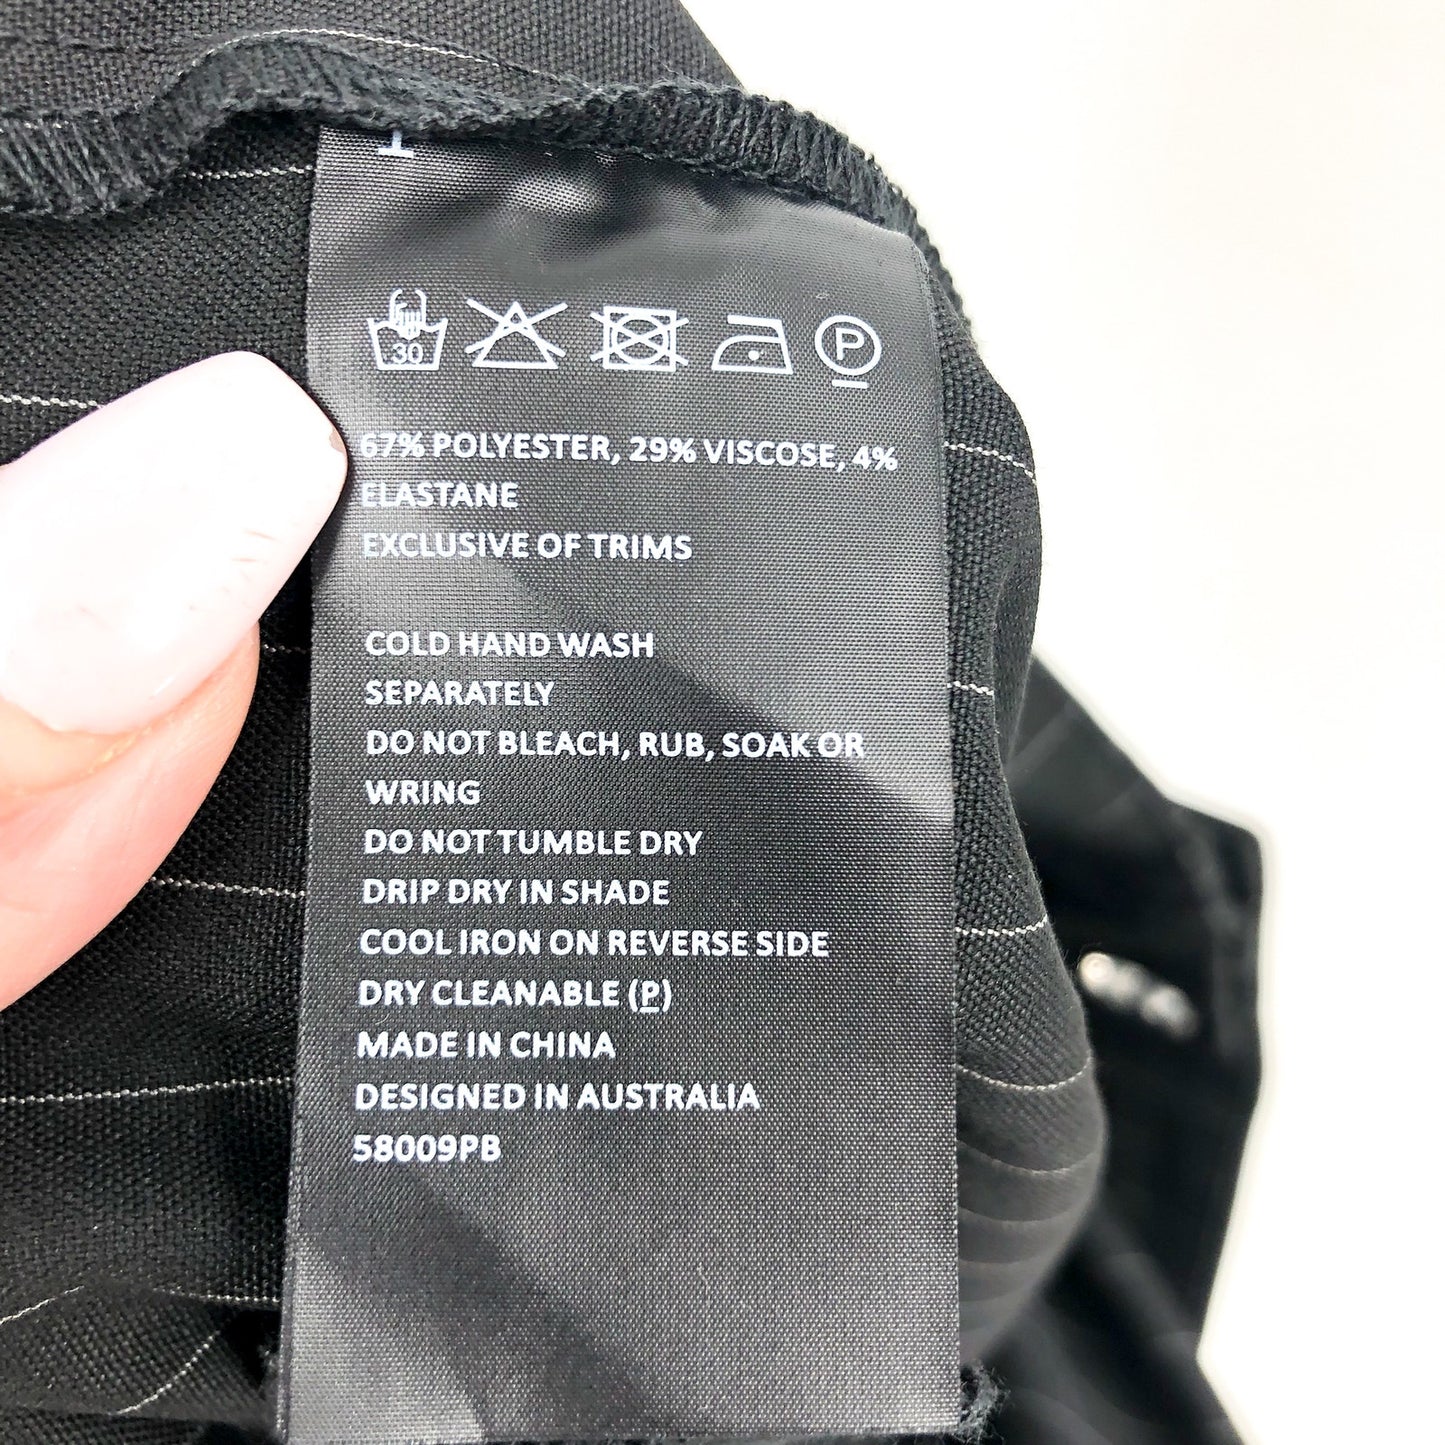 30
P
67% POLYESTER, 29% VISCOSE, 4%
ELASTANE
EXCLUSIVE OF TRIMS
COLD HAND WASH
SEPARATELY
DO NOT BLEACH, RUB, SOAK OR
WRING
DO NOT TUMBLE DRY
DRIP DRY IN SHADE
COOL IRON ON REVERSE SIDE
DRY CLEANABLE (P)
MADE IN CHINA
DESIGNED IN AUSTRALIA
58009PB